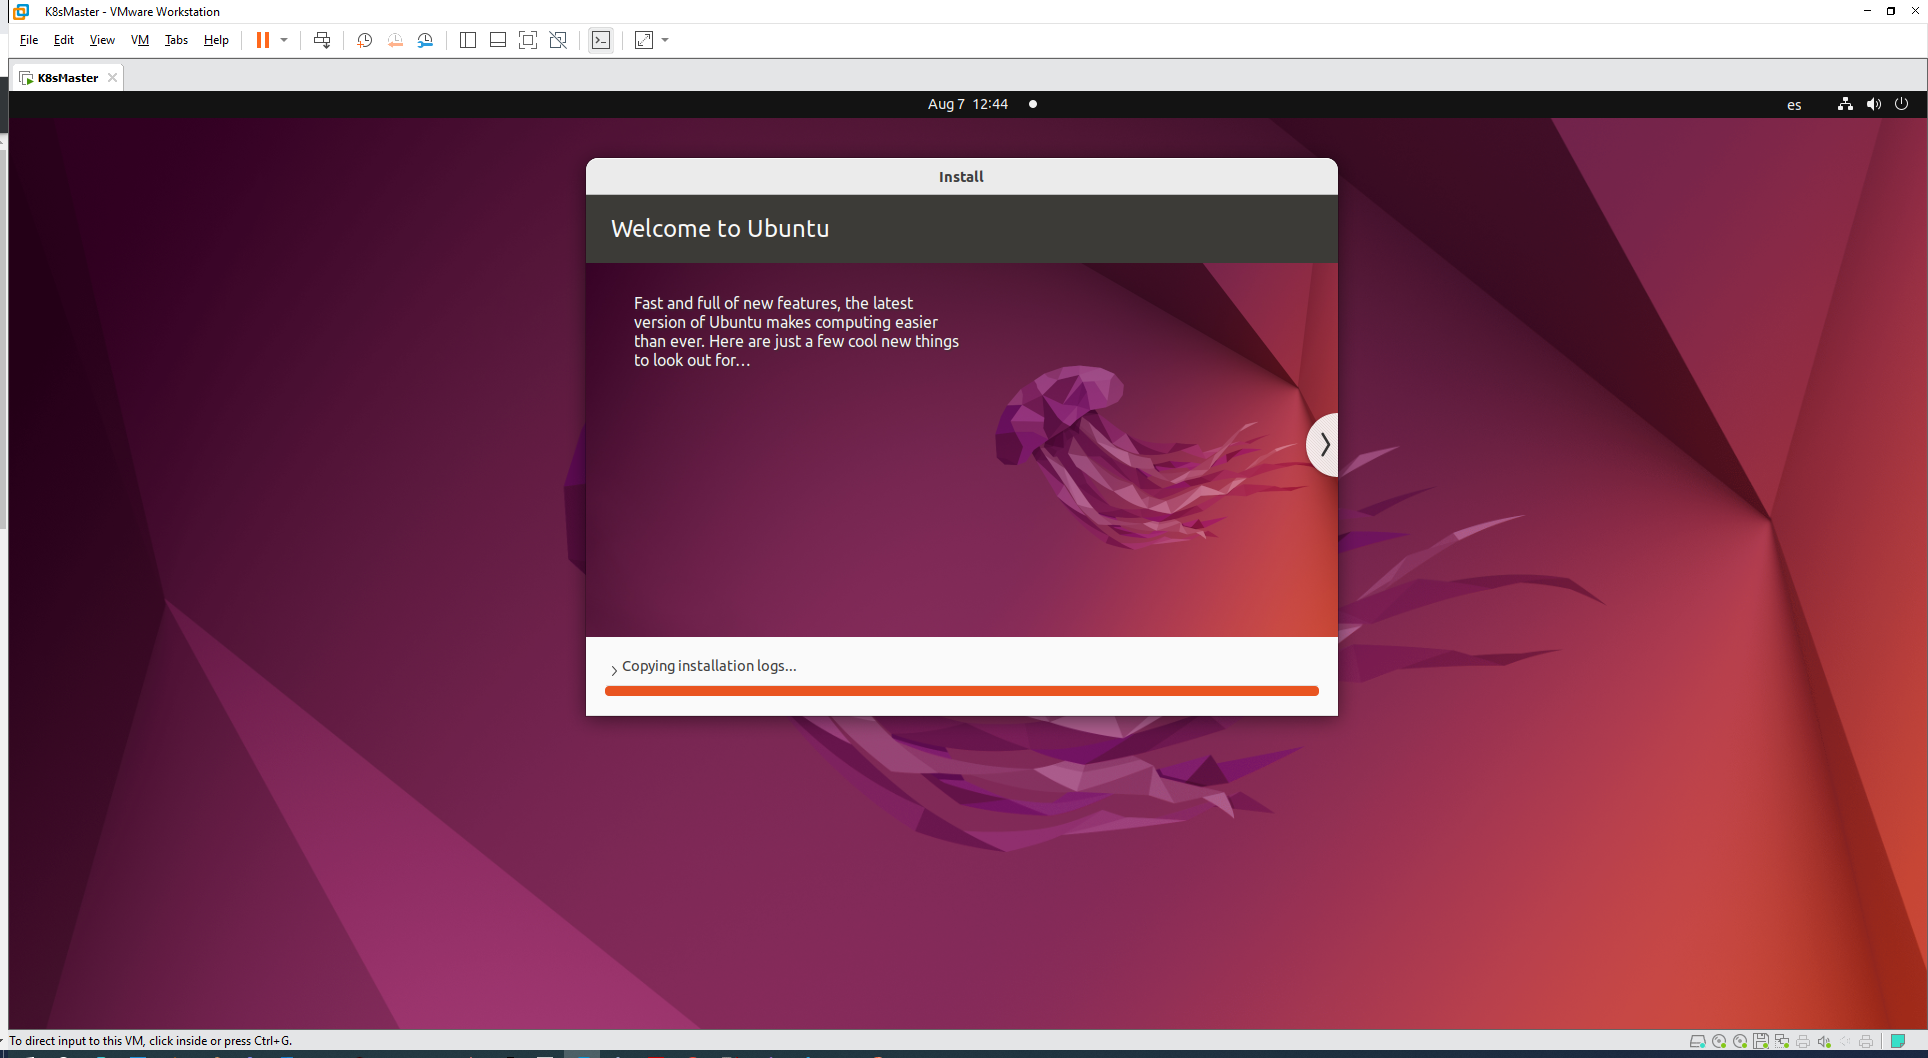 K8sMaster - VMware Workstation
File Edit View VM Tabs Help
K8sMaster
Aug 7 12:44
es
Install
Welcome to Ubuntu
Fast and full of new features, the latest
version of Ubuntu makes computing easier
than ever. Here are just a few cool new things
to look out for…
Copying installation logs...
To direct input to this VM, click inside or press Ctrl+G.